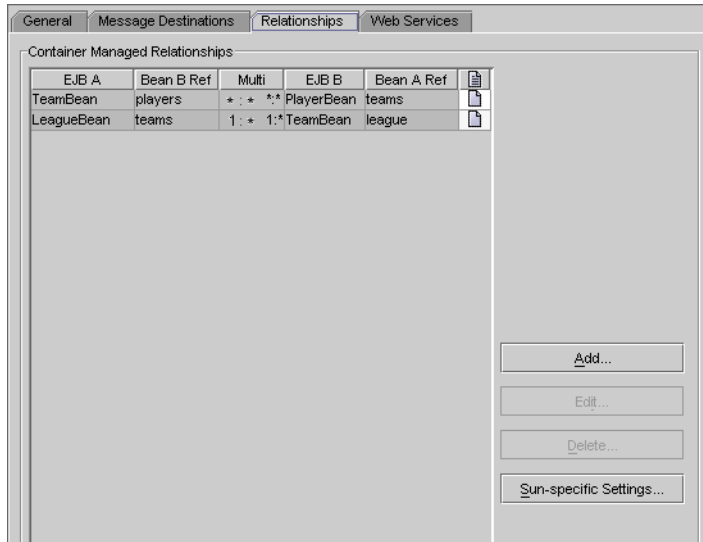 General Message Destinations Relationships Web Services
Container Managed Relationships
EJB A Bean B Ref Multi EJB B Bean A Ref
TeamBean players * : * *:* PlayerBean teams
LeagueBean teams 1 : * 1:* TeamBean league
Add...
Edit...
Delete...
Sun-specific Settings...